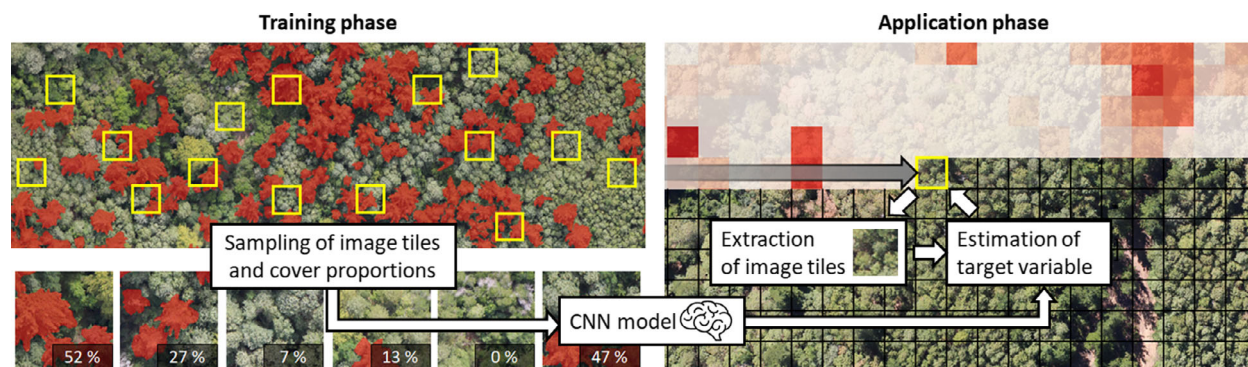 Training phase
Application phase
Sampling of image tiles
and cover proportions
Extraction
of image tiles
Estimation of
target variable
CNN model
52 %
27 %
7 %
13 %
0 %
47 %